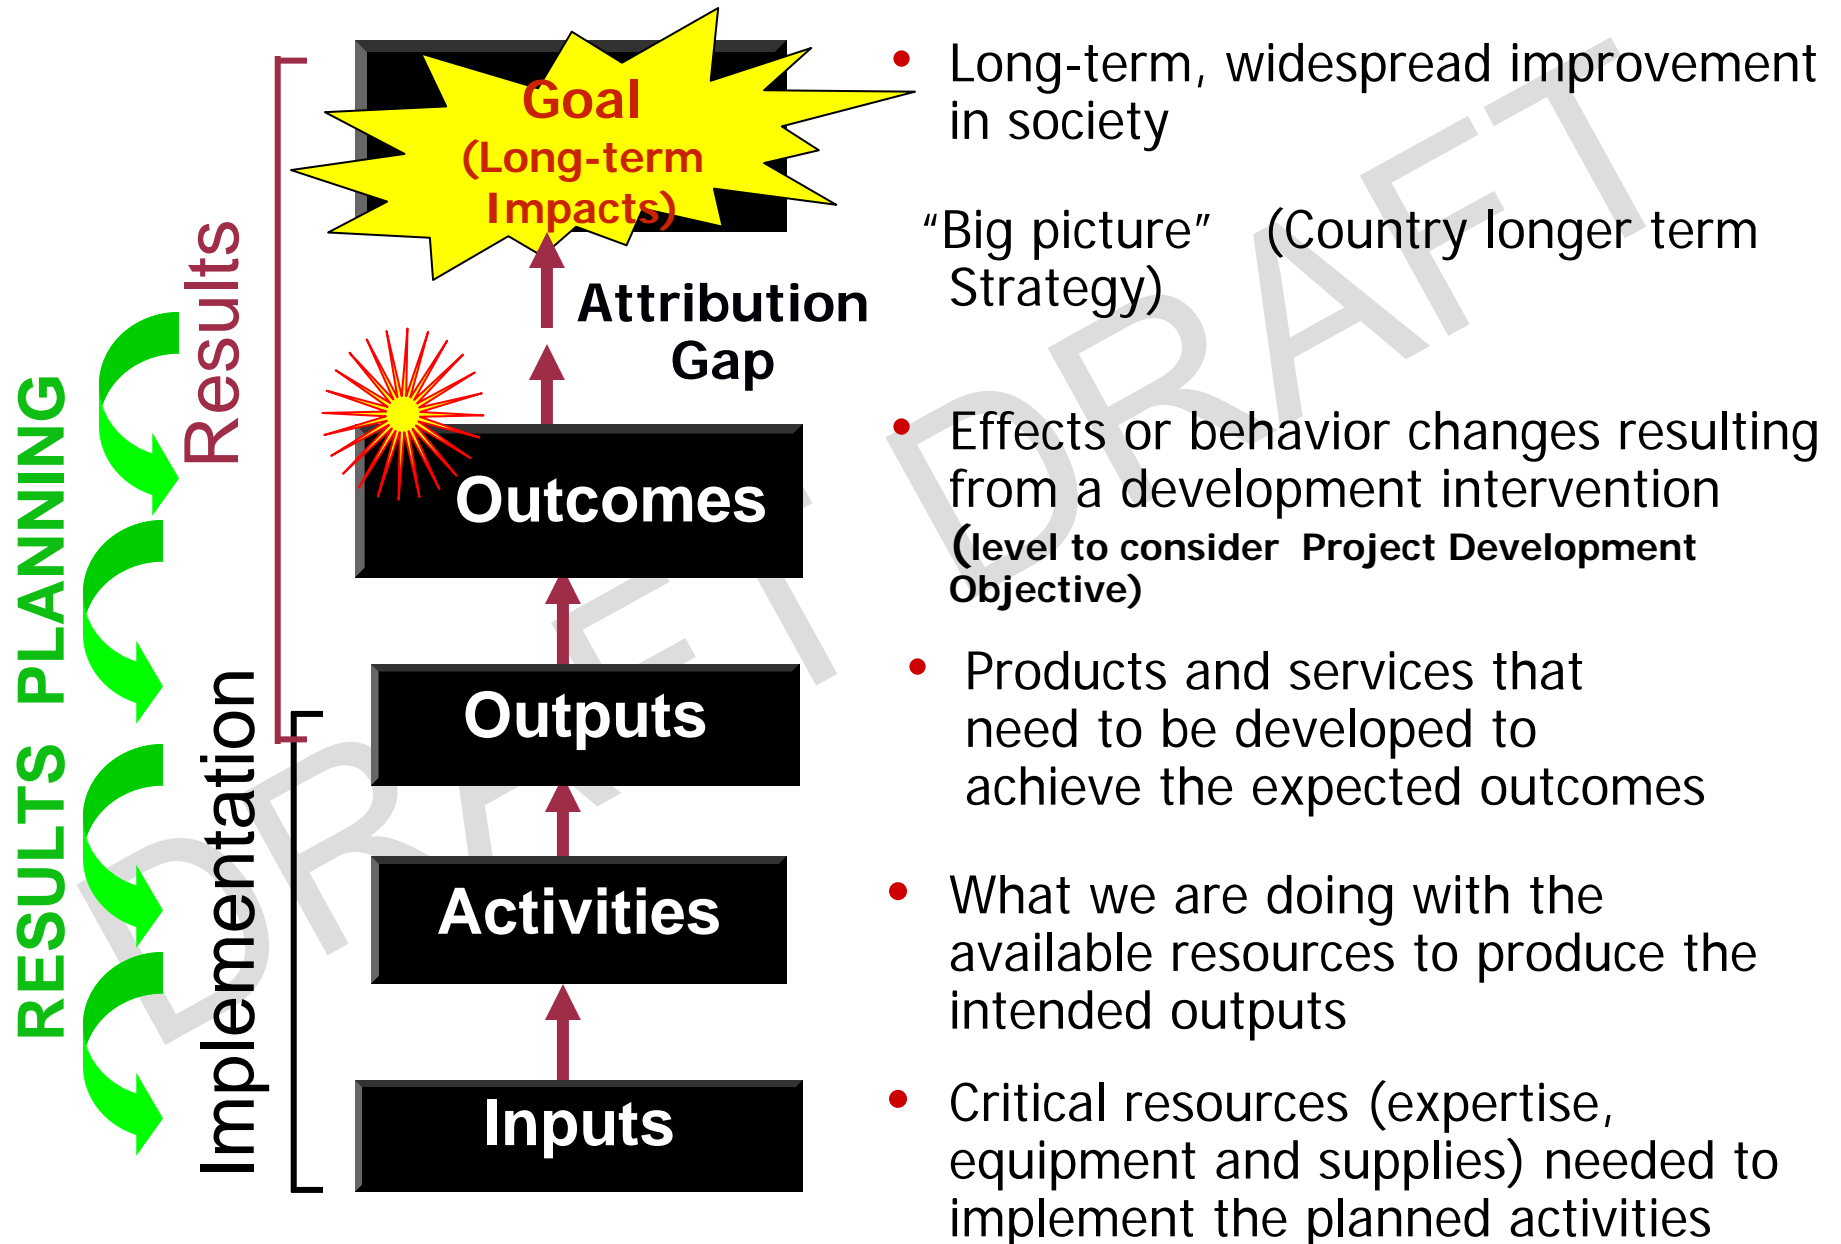 Goal
(Long-term
Impacts)
• Long-term, widespread improvement
in society
“Big picture” (Country longer term
Strategy)
Attribution
Gap
Results
RESULTS PLANNING
Outcomes
• Effects or behavior changes resulting
from a development intervention
(level to consider Project Development
Objective)
Outputs
• Products and services that
need to be developed to
achieve the expected outcomes
Implementation
Activities
• What we are doing with the
available resources to produce the
intended outputs
Inputs
• Critical resources (expertise,
equipment and supplies) needed to
implement the planned activities
DRAFT DRAFT